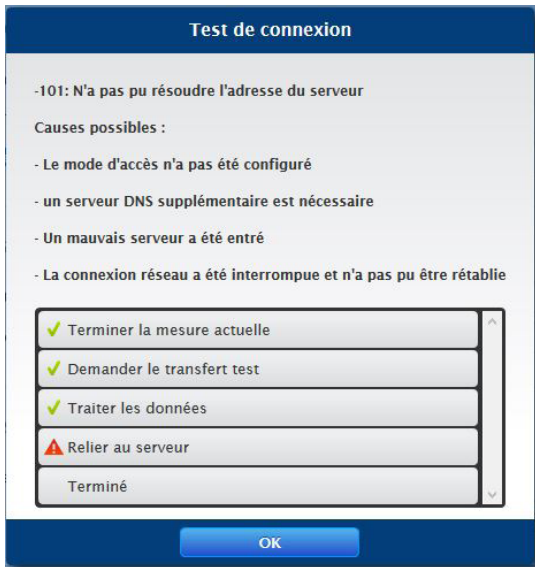 Test de connexion
-101: N'a pas pu résoudre l'adresse du serveur
Causes possibles :
- Le mode d'accès n'a pas été configuré
- un serveur DNS supplémentaire est nécessaire
- Un mauvais serveur a été entré
- La connexion réseau a été interrompue et n'a pas pu être rétablie
Terminer la mesure actuelle
Demander le transfert test
Traiter les données
Relier au serveur
Terminé
OK